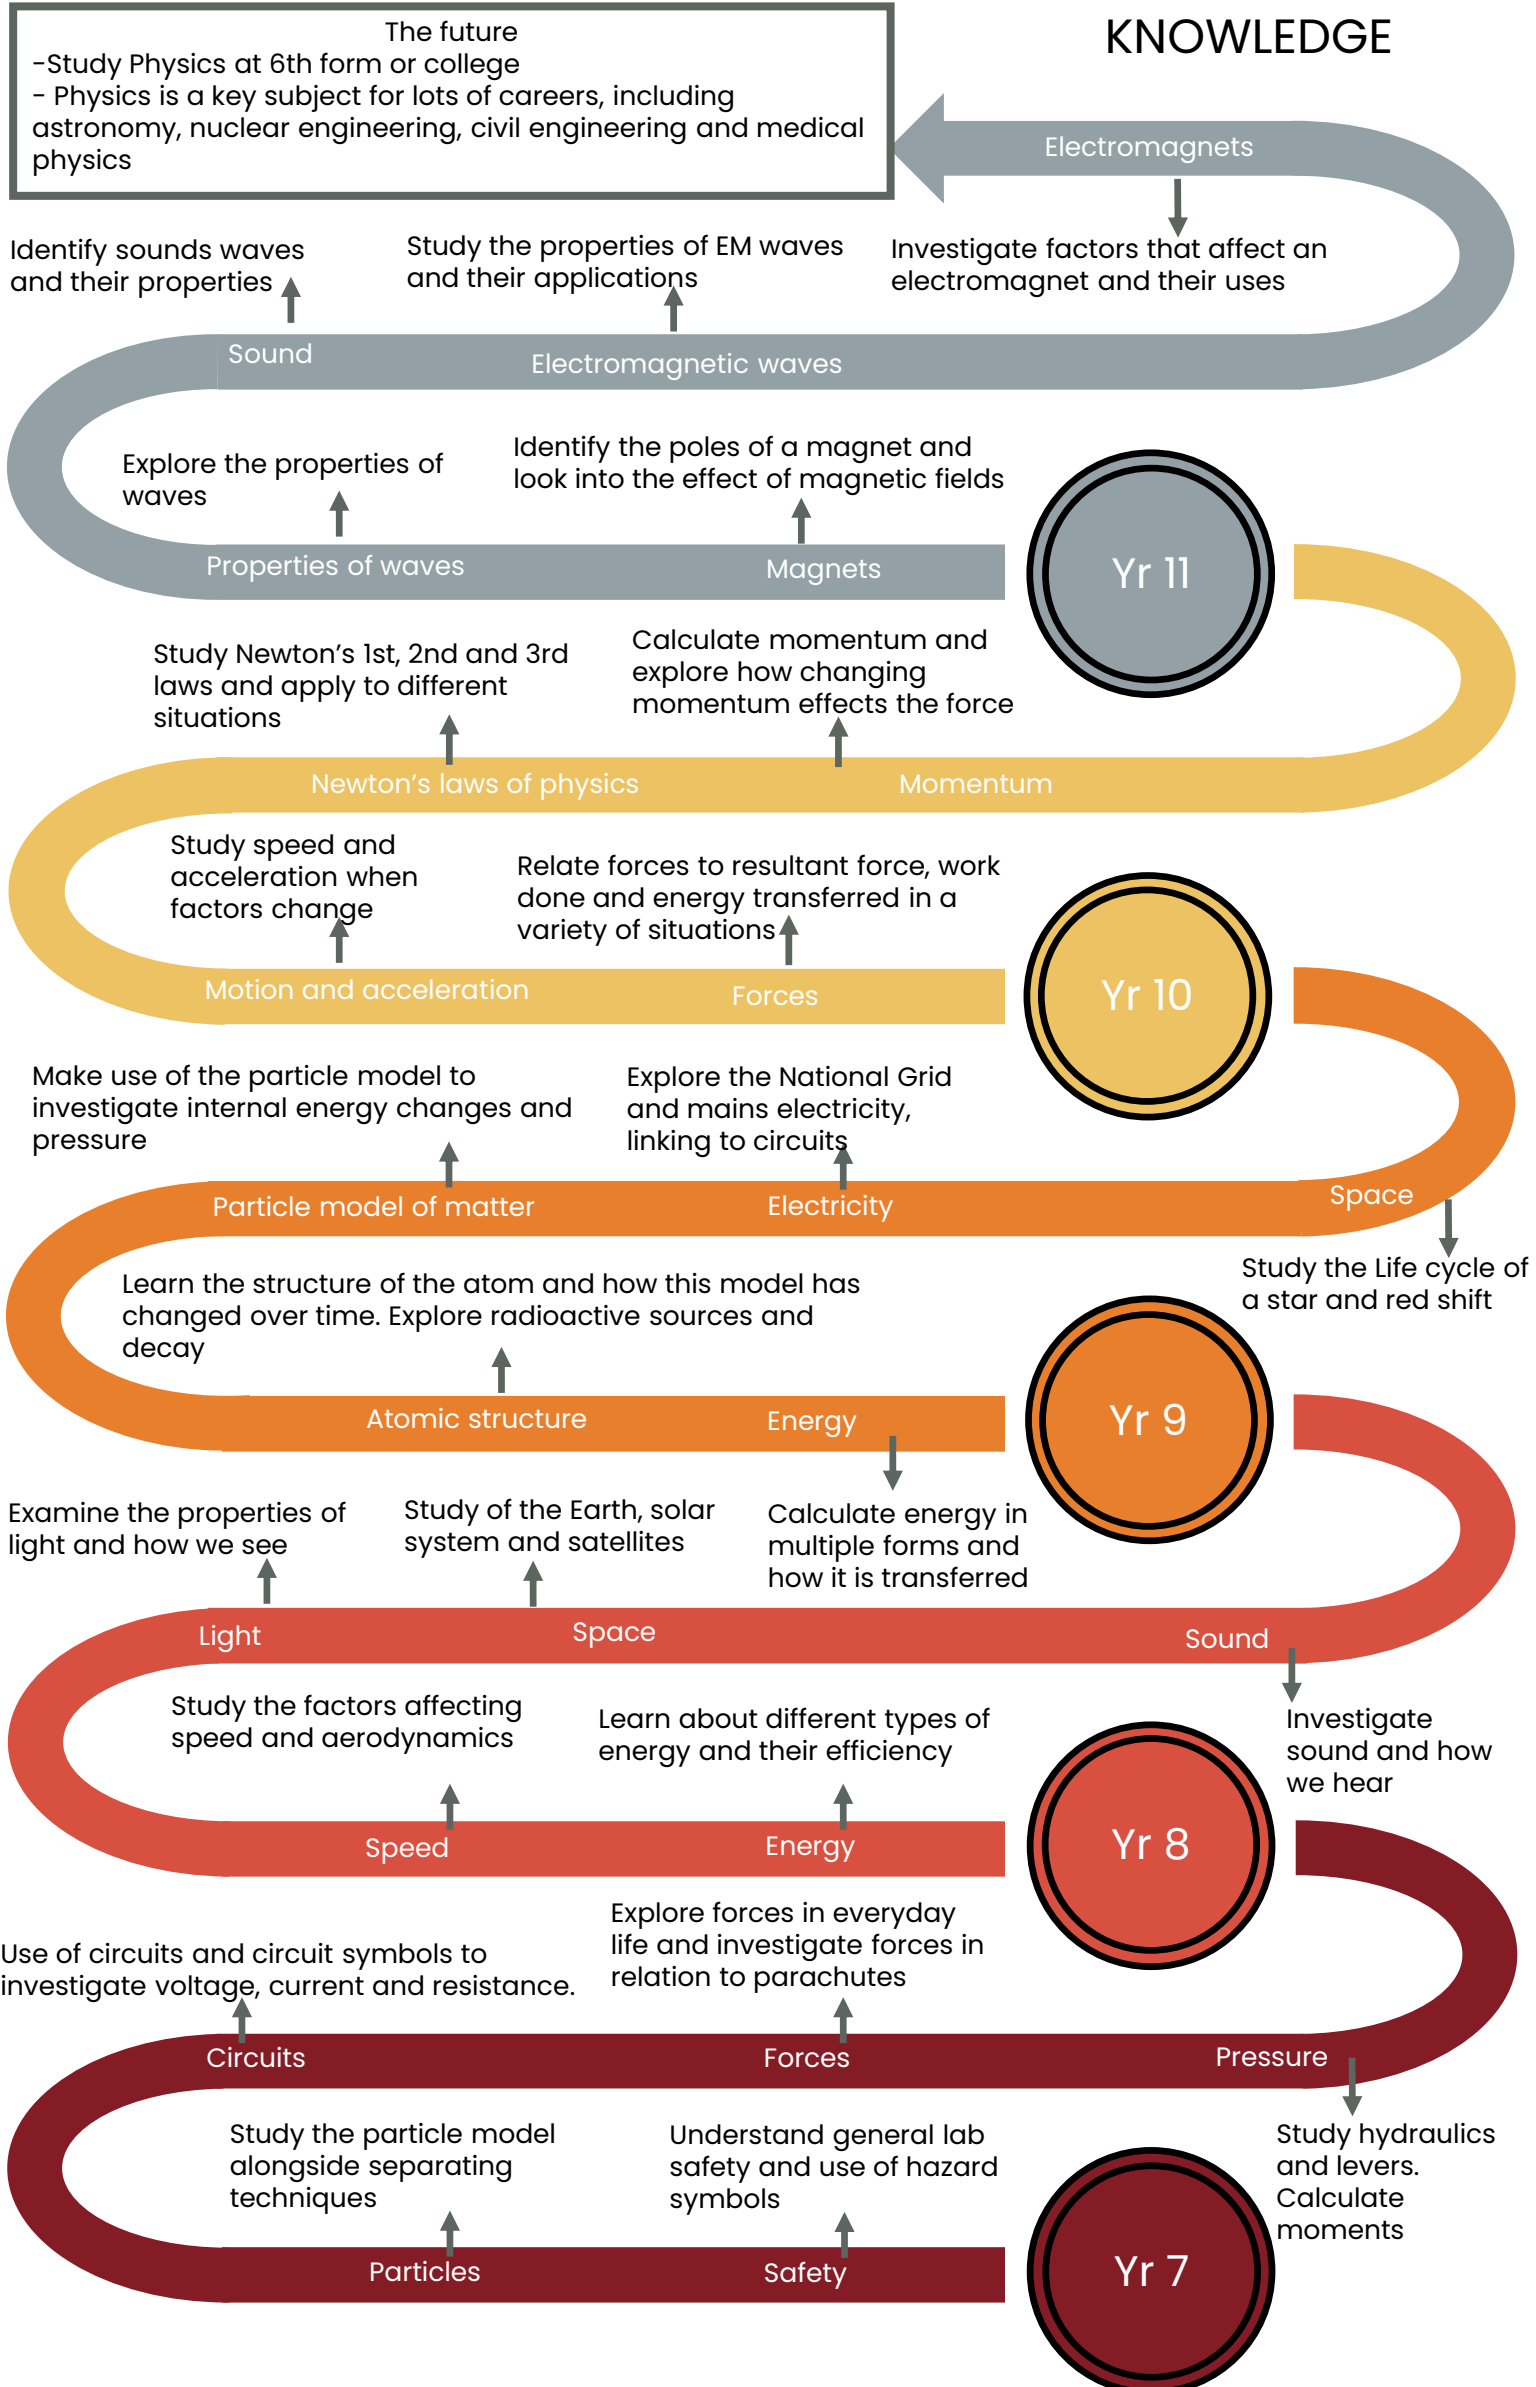 The future
-Study Physics at 6th form or college
- Physics is a key subject for lots of careers, including
astronomy, nuclear engineering, civil engineering and medical
physics
KNOWLEDGE
Electromagnets
Investigate factors that affect an
electromagnet and their uses
Identify sounds waves
and their properties
Study the properties of EM waves
and their applications
Sound
Electromagnetic waves
Explore the properties of
waves
Identify the poles of a magnet and
look into the effect of magnetic fields
Properties of waves
Magnets
Yr 11
Study Newton's 1st, 2nd and 3rd
laws and apply to different
situations
Calculate momentum and
explore how changing
momentum effects the force
Newton's laws of physics
Momentum
Study speed and
acceleration when
factors change
Relate forces to resultant force, work
done and energy transferred in a
variety of situations
Motion and acceleration
Forces
Yr 10
Make use of the particle model to
investigate internal energy changes and
pressure
Explore the National Grid
and mains electricity,
linking to circuits
Particle model of matter
Electricity
Space
Study the Life cycle of
a star and red shift
Learn the structure of the atom and how this model has
changed over time. Explore radioactive sources and
decay
Atomic structure
Energy
Yr 9
Examine the properties of
light and how we see
Study of the Earth, solar
system and satellites
Calculate energy in
multiple forms and
how it is transferred
Light
Space
Sound
Investigate
sound and how
we hear
Study the factors affecting
speed and aerodynamics
Learn about different types of
energy and their efficiency
Speed
Energy
Yr 8
Use of circuits and circuit symbols to
investigate voltage, current and resistance.
Explore forces in everyday
life and investigate forces in
relation to parachutes
Circuits
Forces
Pressure
Study hydraulics
and levers.
Calculate
moments
Study the particle model
alongside separating
techniques
Understand general lab
safety and use of hazard
symbols
Particles
Safety
Yr 7